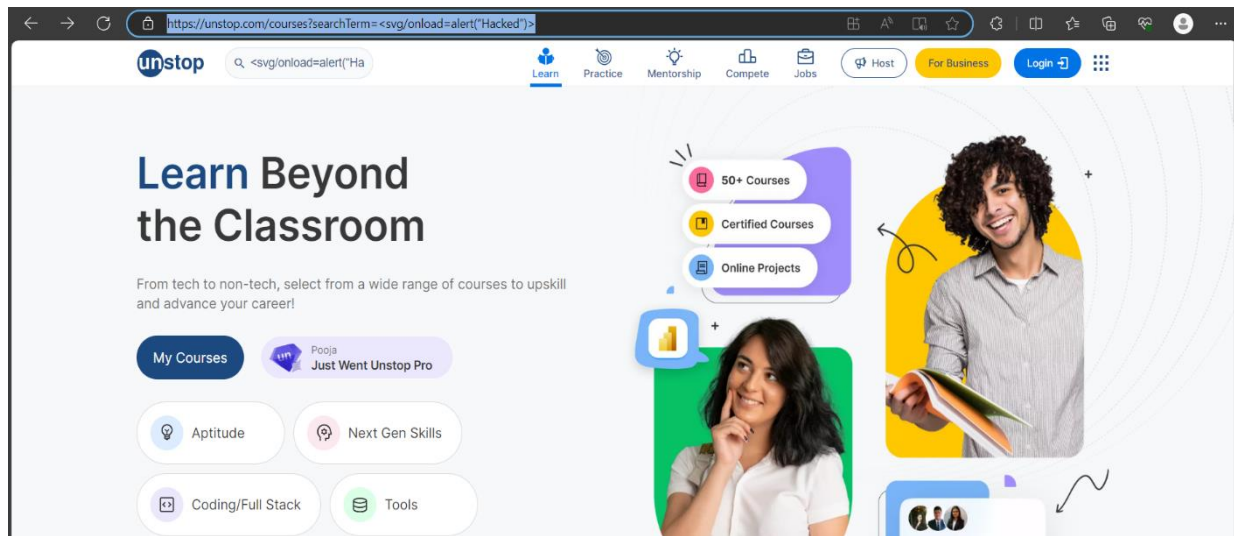 https://unstop.com/courses?searchTerm=<svg/onload=alert("Hacked")>
unstop
<svg/onload=alert("Ha
Learn
Practice
Mentorship
Compete
Jobs
Host
For Business
Login
Learn Beyond
the Classroom
From tech to non-tech, select from a wide range of courses to upskill
and advance your career!
My Courses
un
Pooja
Just Went Unstop Pro
Aptitude
Next Gen Skills
Coding/Full Stack
Tools
50+ Courses
Certified Courses
Online Projects